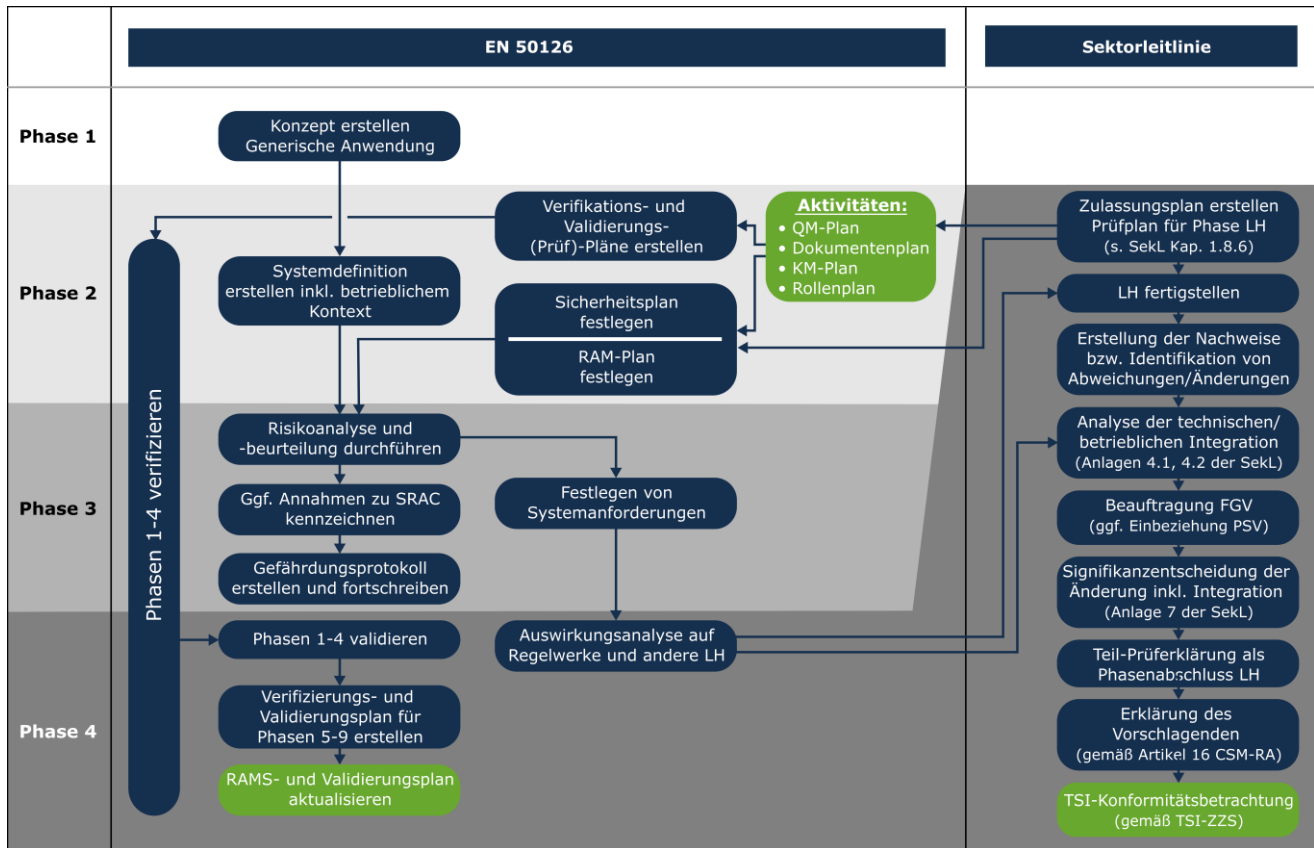 EN 50126
Sektorleitlinie
Phase 1
Konzept erstellen
Generische Anwendung
Phase 2
Verifikations- und
Validierungs-
(Prüf)-Pläne erstellen
Aktivitäten:
• QM-Plan
• Dokumentenplan
• KM-Plan
• Rollenplan
Zulassungsplan erstellen
Prüfplan für Phase LH
(s. SekL Kap. 1.8.6)
Systemdefinition
erstellen inkl. betrieblichem
Kontext
Sicherheitsplan
festlegen
RAM-Plan
festlegen
LH fertigstellen
Erstellung der Nachweise
bzw. Identifikation von
Abweichungen/Änderungen
Phasen 1-4 verifizieren
Phase 3
Risikoanalyse und
-beurteilung durchführen
Ggf. Annahmen zu SRAC
kennzeichnen
Gefährdungsprotokoll
erstellen und fortschreiben
Festlegen von
Systemanforderungen
Analyse der technischen/
betrieblichen Integration
(Anlagen 4.1, 4.2 der SekL)
Beauftragung FGV
(ggf. Einbeziehung PSV)
Signifikanzentscheidung der
Änderung inkl. Integration
(Anlage 7 der SekL)
Phase 4
Phasen 1-4 validieren
Verifizierungs- und
Validierungsplan für
Phasen 5-9 erstellen
RAMS- und Validierungsplan
aktualisieren
Auswirkungsanalyse auf
Regelwerke und andere LH
Teil-Prüferklärung als
Phasenabschluss LH
Erklärung des
Vorschlagenden
(gemäß Artikel 16 CSM-RA)
TSI-Konformitätsbetrachtung
(gemäß TSI-ZZS)